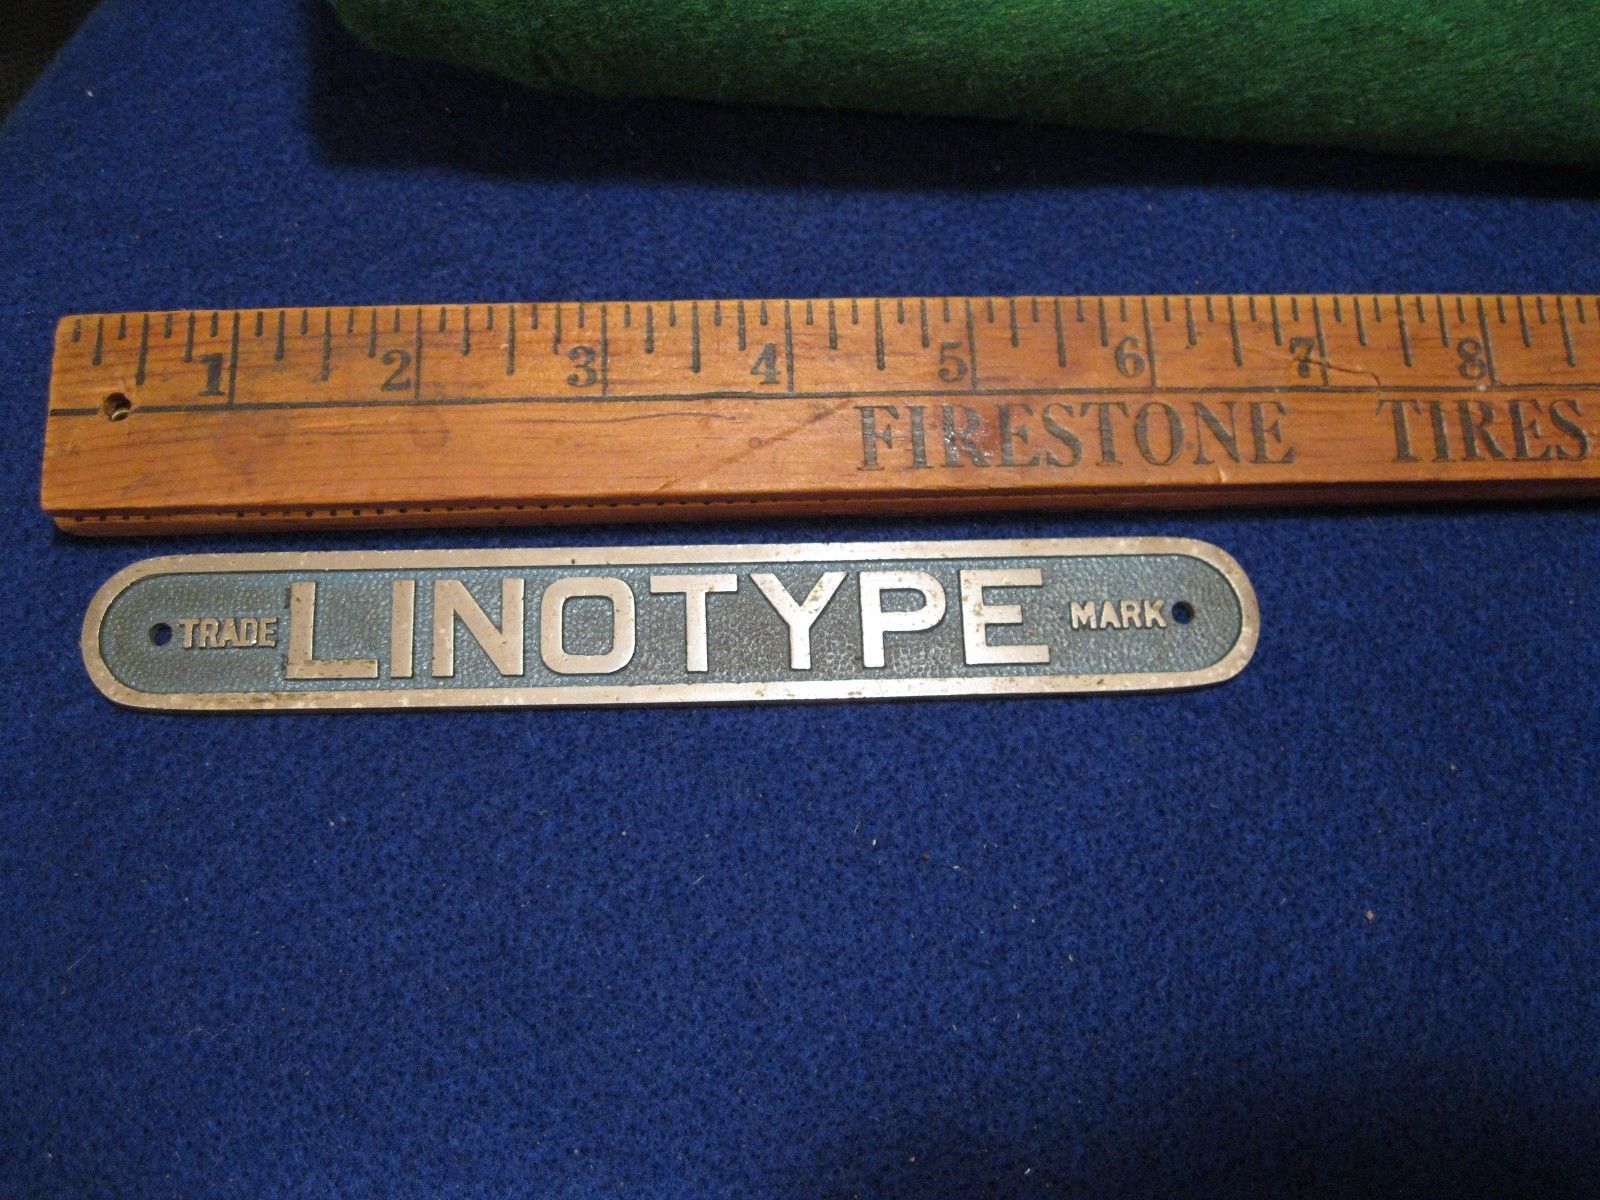 1 2 3 4 5 6 7 8
FIRESTONE TIRES
TRADE LINOTYPE MARK